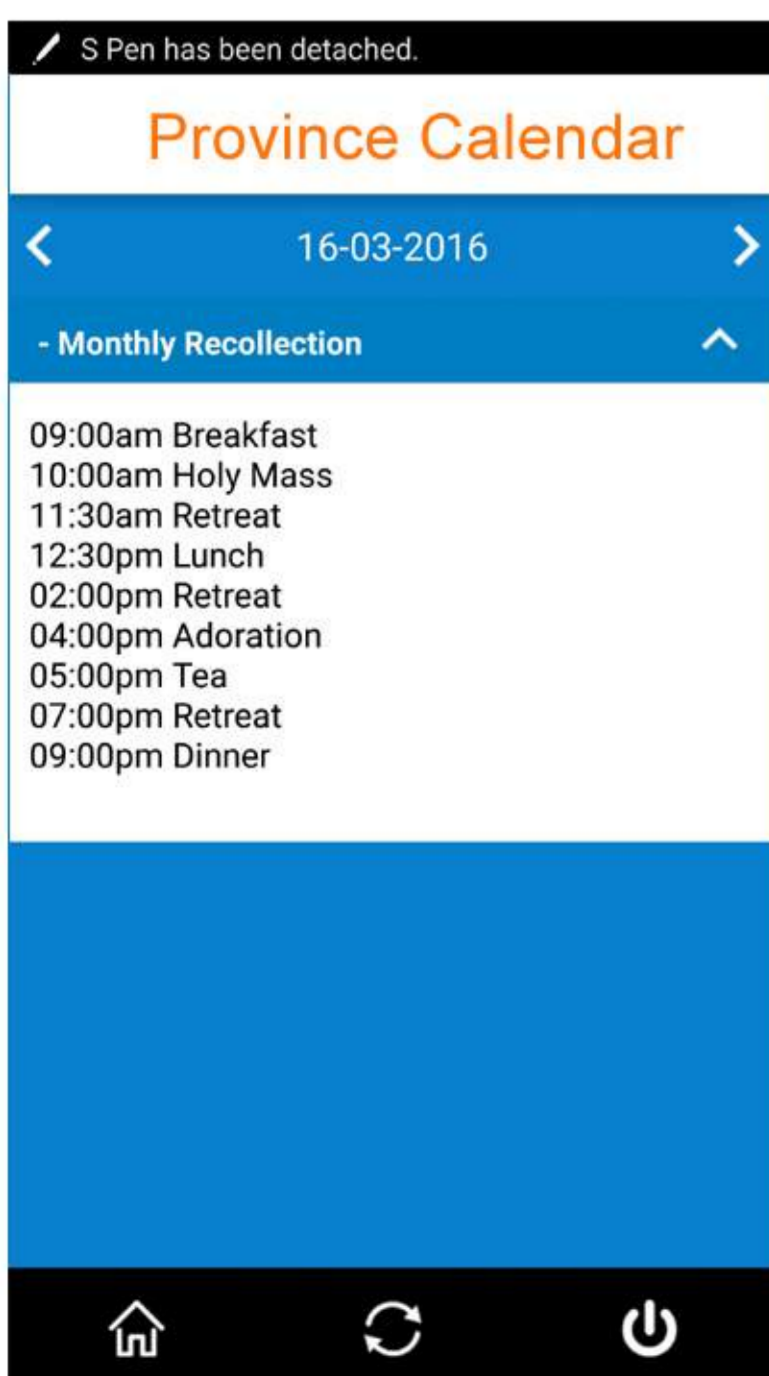 S Pen has been detached.
Province Calendar
16-03-2016
- Monthly Recollection
09:00am Breakfast
10:00am Holy Mass
11:30am Retreat
12:30pm Lunch
02:00pm Retreat
04:00pm Adoration
05:00pm Tea
07:00pm Retreat
09:00pm Dinner